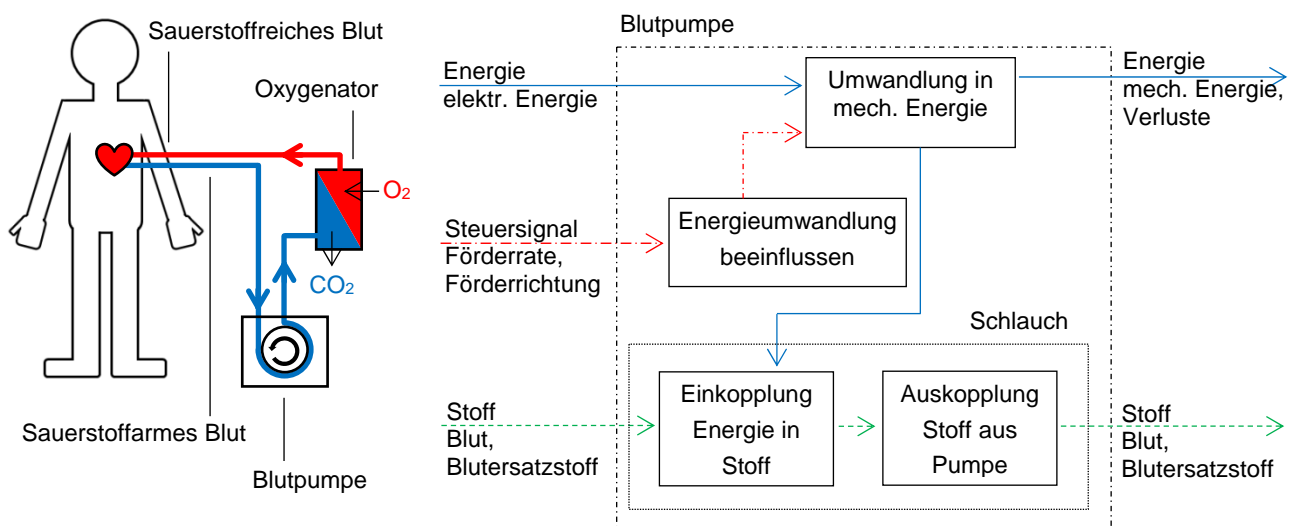 Sauerstoffreiches Blut
Oxygenator
O2
CO2
Sauerstoffarmes Blut
Blutpumpe
Blutpumpe
Energie
elektr. Energie
Umwandlung in
mech. Energie
Energie
mech. Energie,
Verluste
Steuersignal
Förderrate,
Förderrichtung
Energieumwandlung
beeinflussen
Schlauch
Stoff
Blut,
Blutersatzstoff
Einkopplung
Energie in
Stoff
Auskopplung
Stoff aus
Pumpe
Stoff
Blut,
Blutersatzstoff